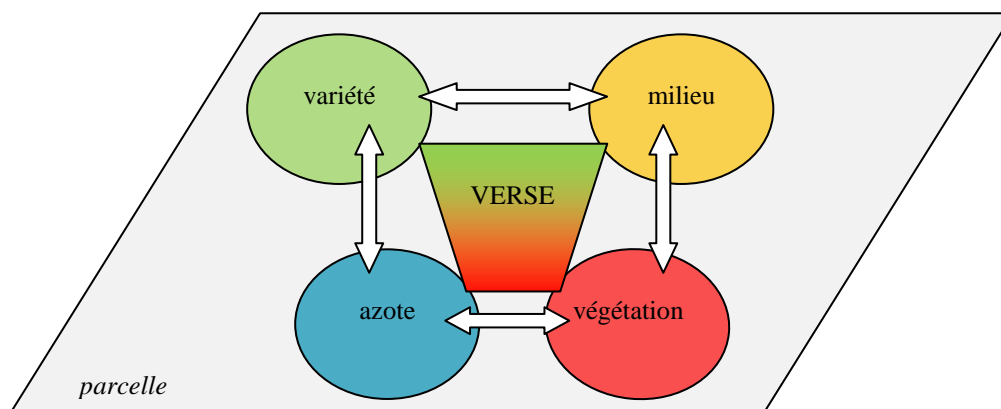 variété
milieu
VERSE
azote
végétation
parcelle